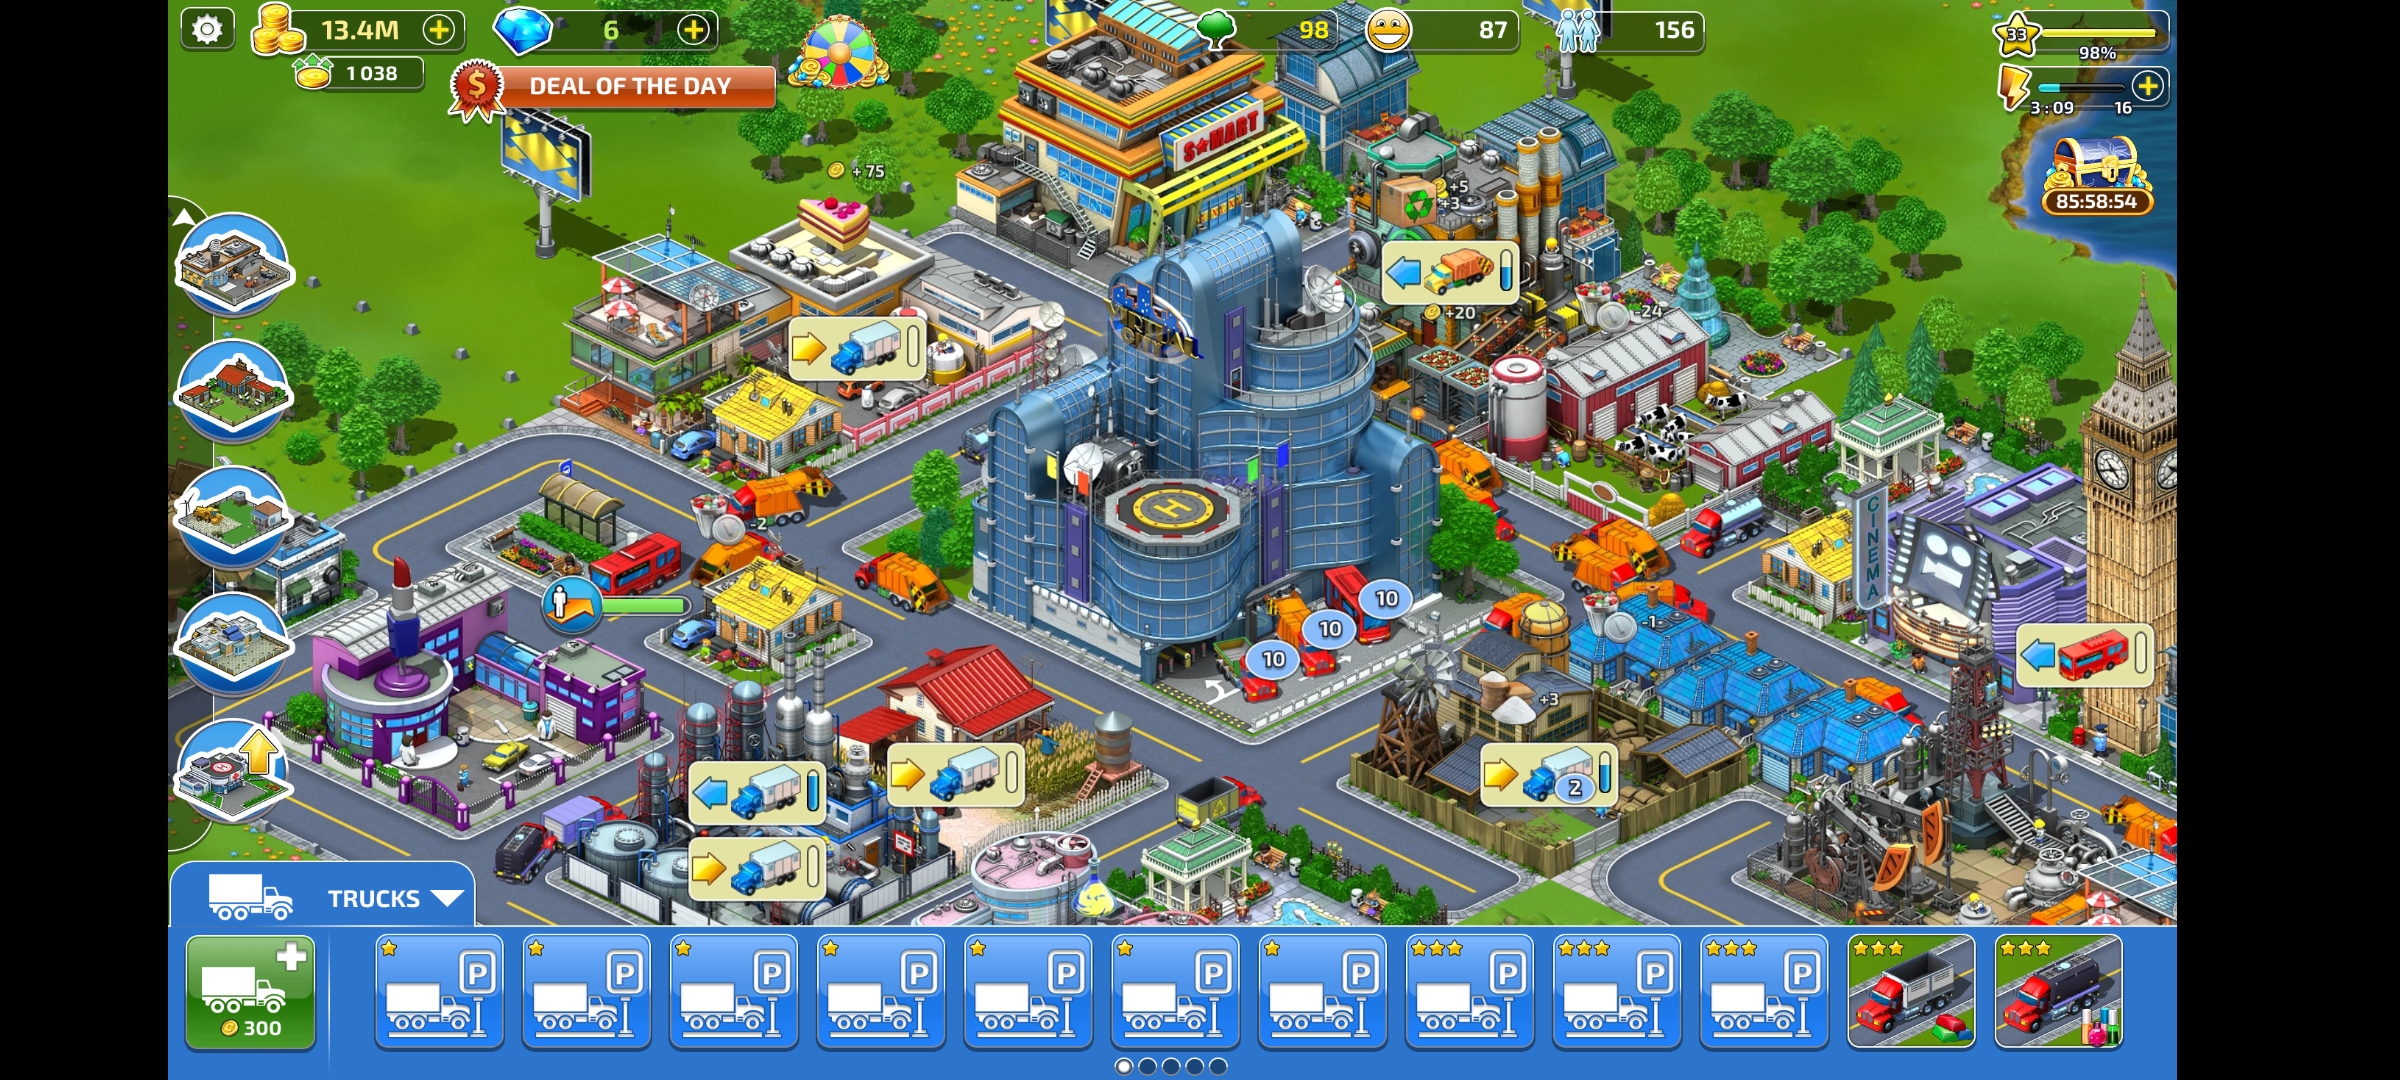 13.4M
6
98
87
156
33
98%
1 038
DEAL OF THE DAY
3:09
16
85:58:54
+75
S★MART
+5
+3
+20
-24
-2
CINEMA
H
10
10
10
-1
+3
2
TRUCKS
300
P
P
P
P
P
P
P
P
P
P